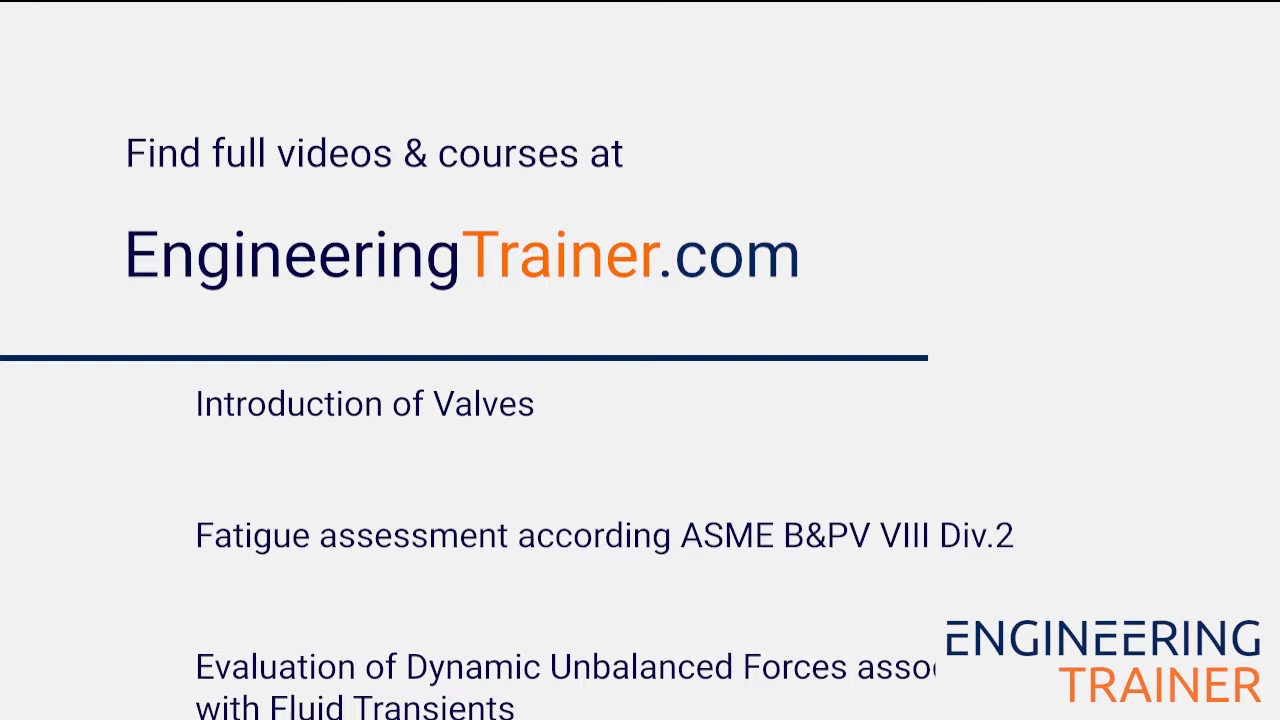 Find full videos & courses at
EngineeringTrainer.com
Introduction of Valves
Fatigue assessment according ASME B&PV VIII Div.2
Evaluation of Dynamic Unbalanced Forces
with Fluid Transients
ENGINEERING
TRAINER